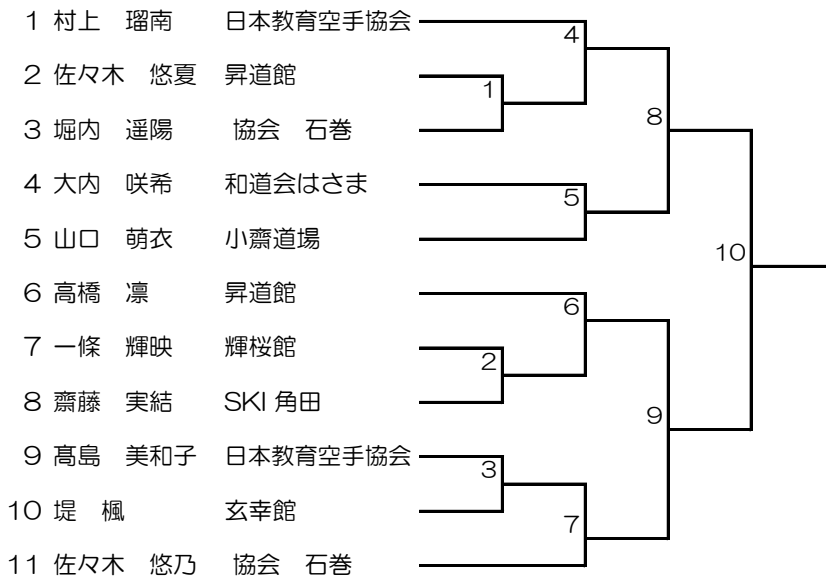 1 村上 瑠南 日本教育空手協会
2 佐々木 悠夏 昇道館
3 堀内 遥陽 協会 石巻
4 大内 咲希 和道会はさま
5 山口 萌衣 小齋道場
6 高橋 凛 昇道館
7 一條 輝映 輝桜館
8 齋藤 実結 SKI 角田
9 髙島 美和子 日本教育空手協会
10 堤 楓 玄幸館
11 佐々木 悠乃 協会 石巻
4
1
8
5
10
6
2
9
3
7